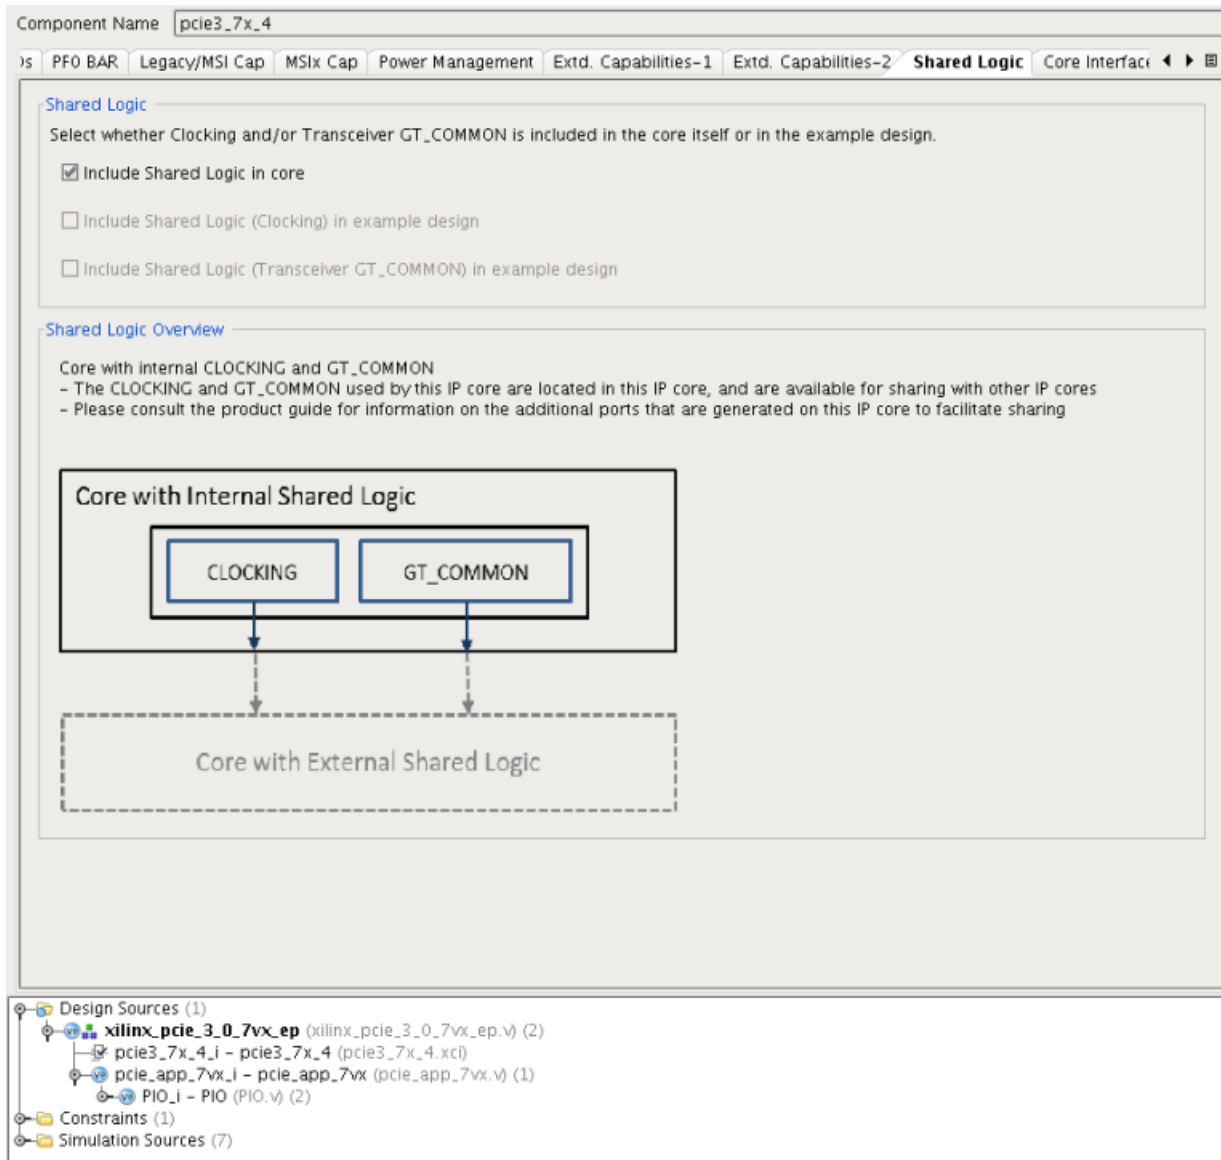 Component Name pcie3_7x_4
PF0 BAR Legacy/MSI Cap MSIx Cap Power Management Extd. Capabilities-1 Extd. Capabilities-2 Shared Logic Core Interface
Shared Logic
Select whether Clocking and/or Transceiver GT_COMMON is included in the core itself or in the example design.
Include Shared Logic in core
Include Shared Logic (Clocking) in example design
Include Shared Logic (Transceiver GT_COMMON) in example design
Shared Logic Overview
Core with internal CLOCKING and GT_COMMON
- The CLOCKING and GT_COMMON used by this IP core are located in this IP core, and are available for sharing with other IP cores
- Please consult the product guide for information on the additional ports that are generated on this IP core to facilitate sharing
Core with Internal Shared Logic
CLOCKING GT_COMMON
Core with External Shared Logic
Design Sources (1)
xilinx_pcie_3_0_7vx_ep (xilinx_pcie_3_0_7vx_ep.v) (2)
pcie3_7x_4_i - pcie3_7x_4 (pcie3_7x_4.xci)
pcie_app_7vx_i - pcie_app_7vx (pcie_app_7vx.v) (1)
PIO_i - PIO (PIO.v) (2)
Constraints (1)
Simulation Sources (7)